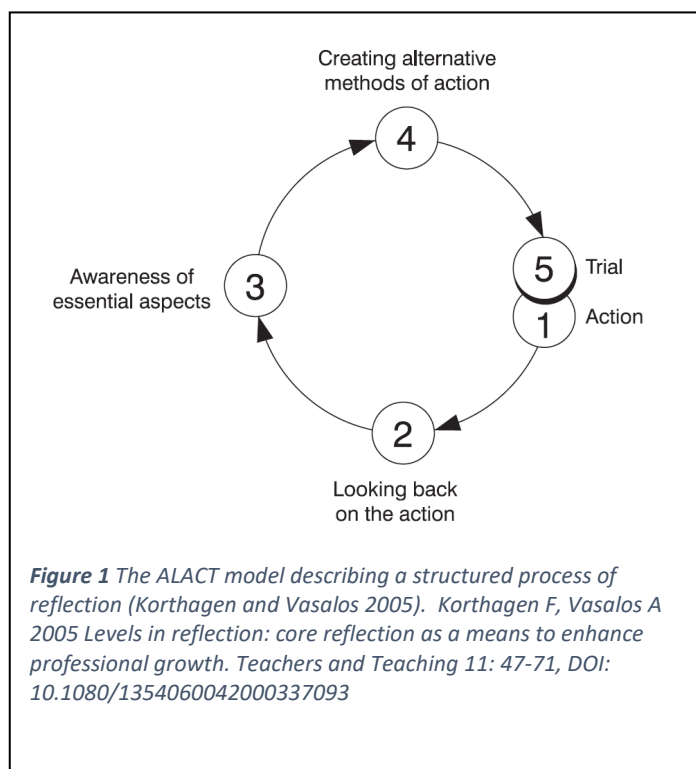 Creating alternative
methods of action
4
5
Trial
Awareness of
essential aspects
3
1
Action
2
Looking back
on the action
Figure 1 The ALACT model describing a structured process of
reflection (Korthagen and Vasalos 2005). Korthagen F, Vasalos A
2005 Levels in reflection: core reflection as a means to enhance
professional growth. Teachers and Teaching 11: 47-71, DOI:
10.1080/1354060042000337093